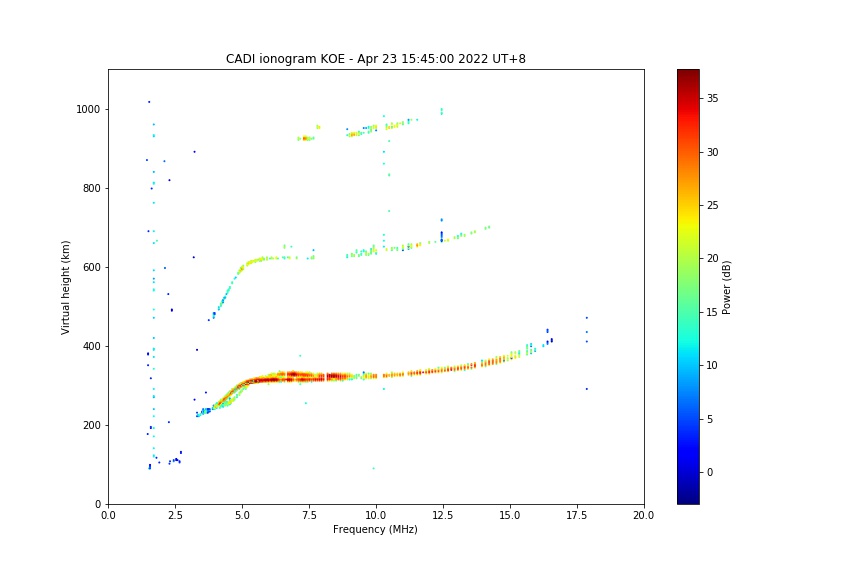 CADI ionogram KOE - Apr 23 15:45:00 2022 UT+8
1000
800
600
400
200
0
Virtual height (km)
0.0 2.5 5.0 7.5 10.0 12.5 15.0 17.5 20.0
Frequency (MHz)
35
30
25
20
15
10
5
0
Power (dB)